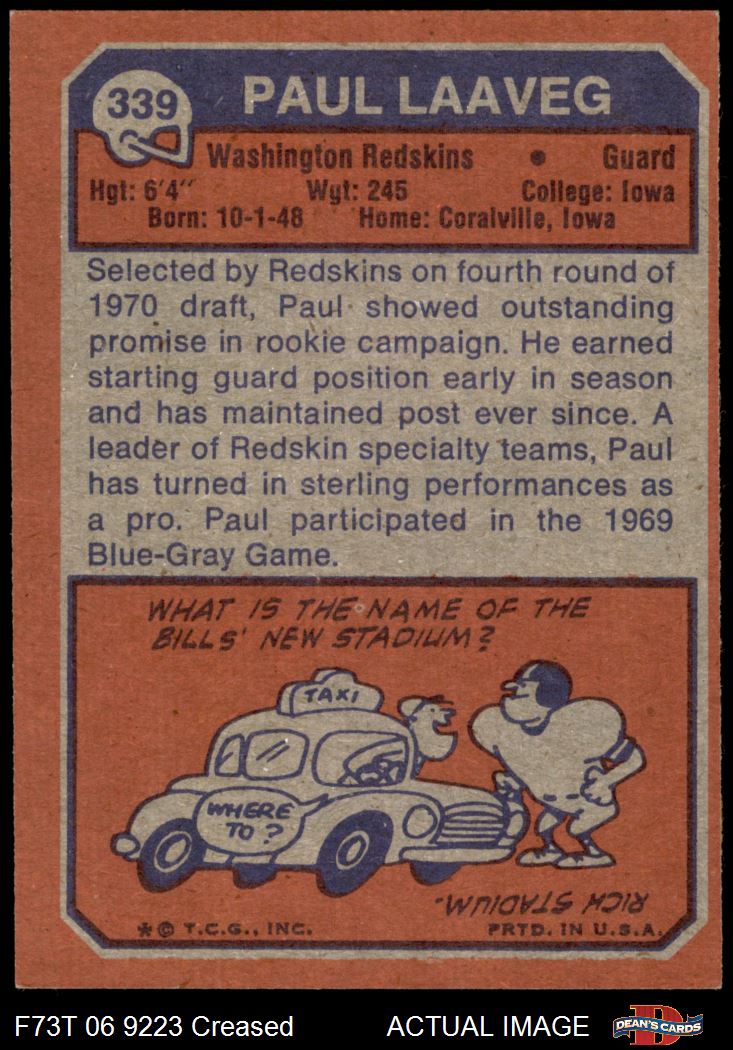 339
PAUL LAAVEG
Washington Redskins • Guard
Hgt: 6'4" Wgt: 245 College: Iowa
Born: 10-1-48 Home: Coralville, Iowa
Selected by Redskins on fourth round of
1970 draft, Paul showed outstanding
promise in rookie campaign. He earned
starting guard position early in season
and has maintained post ever since. A
leader of Redskin specialty teams, Paul
has turned in sterling performances as
a pro. Paul participated in the 1969
Blue-Gray Game.
WHAT IS THE NAME OF THE
BILLS' NEW STADIUM?
TAXI
WHERE
TO?
RICH STADIUM.
*© T.C.G., INC. PRTD. IN U.S.A.
F73T 06 9223 Creased ACTUAL IMAGE
D
DEAN'S CARDS